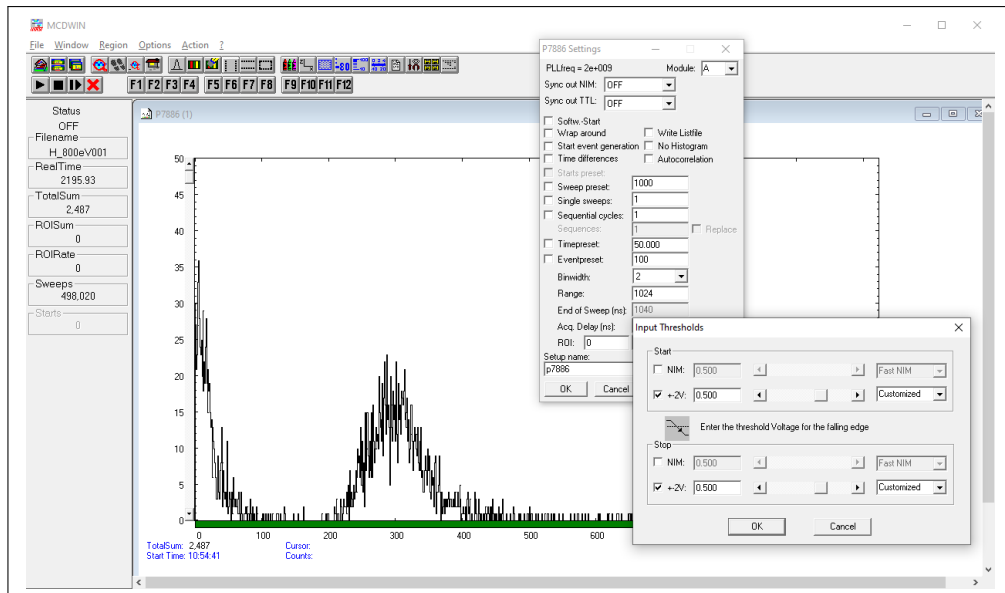 MCDWIN
File Window Region Options Action ?
F1 F2 F3 F4 F5 F6 F7 F8 F9 F10 F11 F12
Status
OFF
Filename
H_800eV001
RealTime
2195.93
TotalSum
2,487
ROISum
0
ROIRate
0
Sweeps
498,020
Starts
0
P7886 (1)
50
45
40
35
30
25
20
15
10
5
0
0 100 200 300 400 500 600
TotalSum: 2,487 Cursor:
Start Time: 10:54:41 Counts:
P7886 Settings
PLLfreq = 2e+009 Module: A
Sync out NIM: OFF
Sync out TTL: OFF
Softw.-Start
Wrap around Write Listfile
Start event generation No Histogram
Time differences Autocorrelation
Starts preset:
Sweep preset: 1000
Single sweeps: 1
Sequential cycles: 1
Sequences: 1 Replace
Timepreset: 50.000
Eventpreset: 100
Binwidth: 2
Range: 1024
End of Sweep (ns): 1040
Acq. Delay (ns):
ROI: 0
Setup name:
p7886
OK Cancel
Input Thresholds
Start
NIM: 0.500 Fast NIM
+-2V: 0.500 Customized
Enter the threshold Voltage for the falling edge
Stop
NIM: 0.500 Fast NIM
+-2V: 0.500 Customized
OK Cancel